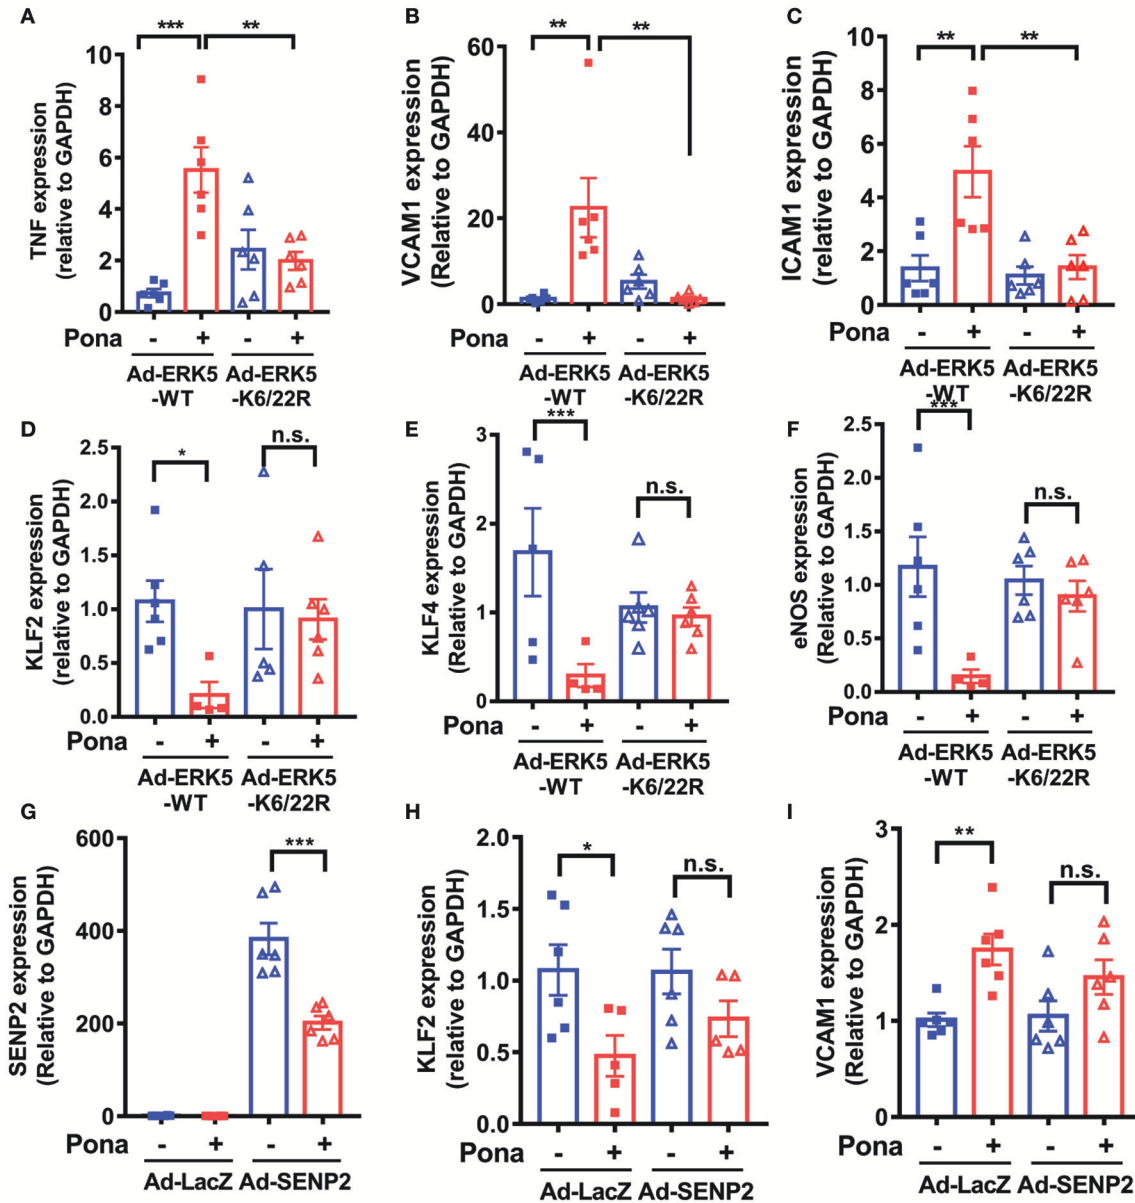 A
TNF expression
(relative to GAPDH)
10
8
6
4
2
0
***
**
Pona - + - +
Ad-ERK5 Ad-ERK5
-WT -K6/22R
B
VCAM1 expression
(Relative to GAPDH)
60
40
20
0
**
**
Pona - + - +
Ad-ERK5 Ad-ERK5
-WT -K6/22R
C
ICAM1 expression
(relative to GAPDH)
10
8
6
4
2
0
**
**
Pona - + - +
Ad-ERK5 Ad-ERK5
-WT -K6/22R
D
KLF2 expression
(relative to GAPDH)
2.5
2.0
1.5
1.0
0.5
0.0
*
n.s.
Pona - + - +
Ad-ERK5 Ad-ERK5
-WT -K6/22R
E
KLF4 expression
(Relative to GAPDH)
3
2
1
0
***
n.s.
Pona - + - +
Ad-ERK5 Ad-ERK5
-WT -K6/22R
F
eNOS expression
(Relative to GAPDH)
2.5
2.0
1.5
1.0
0.5
0.0
***
n.s.
Pona - + - +
Ad-ERK5 Ad-ERK5
-WT -K6/22R
G
SENP2 expression
(Relative to GAPDH)
600
400
200
0
***
Pona - + - +
Ad-LacZ Ad-SENP2
H
KLF2 expression
(relative to GAPDH)
2.0
1.5
1.0
0.5
0.0
*
n.s.
Pona - + - +
Ad-LacZ Ad-SENP2
I
VCAM1 expression
(Relative to GAPDH)
3
2
1
0
**
n.s.
Pona - + - +
Ad-LacZ Ad-SENP2